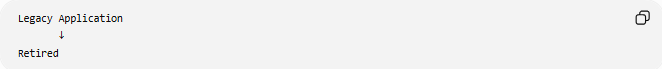 Legacy Application
↓
Retired